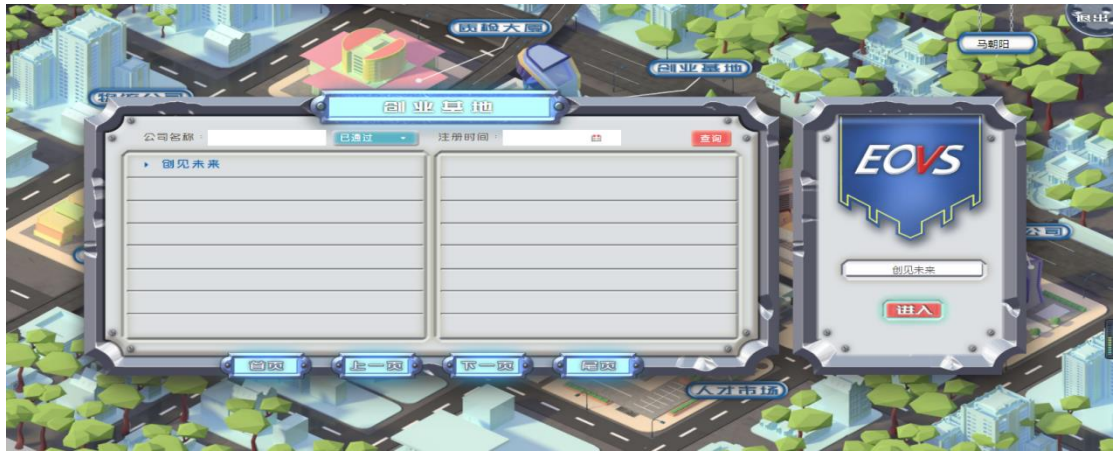 质检大厦
退出
马朝阳
创业基地
创业基地
公司名称：
已通过
注册时间：
查询
创见未来
EOVS
公司
创见未来
进入
首页
上一页
下一页
尾页
人才市场